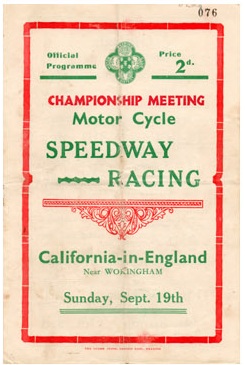 076
Official Programme
Price 2d.
CHAMPIONSHIP MEETING
Motor Cycle
SPEEDWAY
RACING
California-in-England
Near WOKINGHAM
Sunday, Sept. 19th